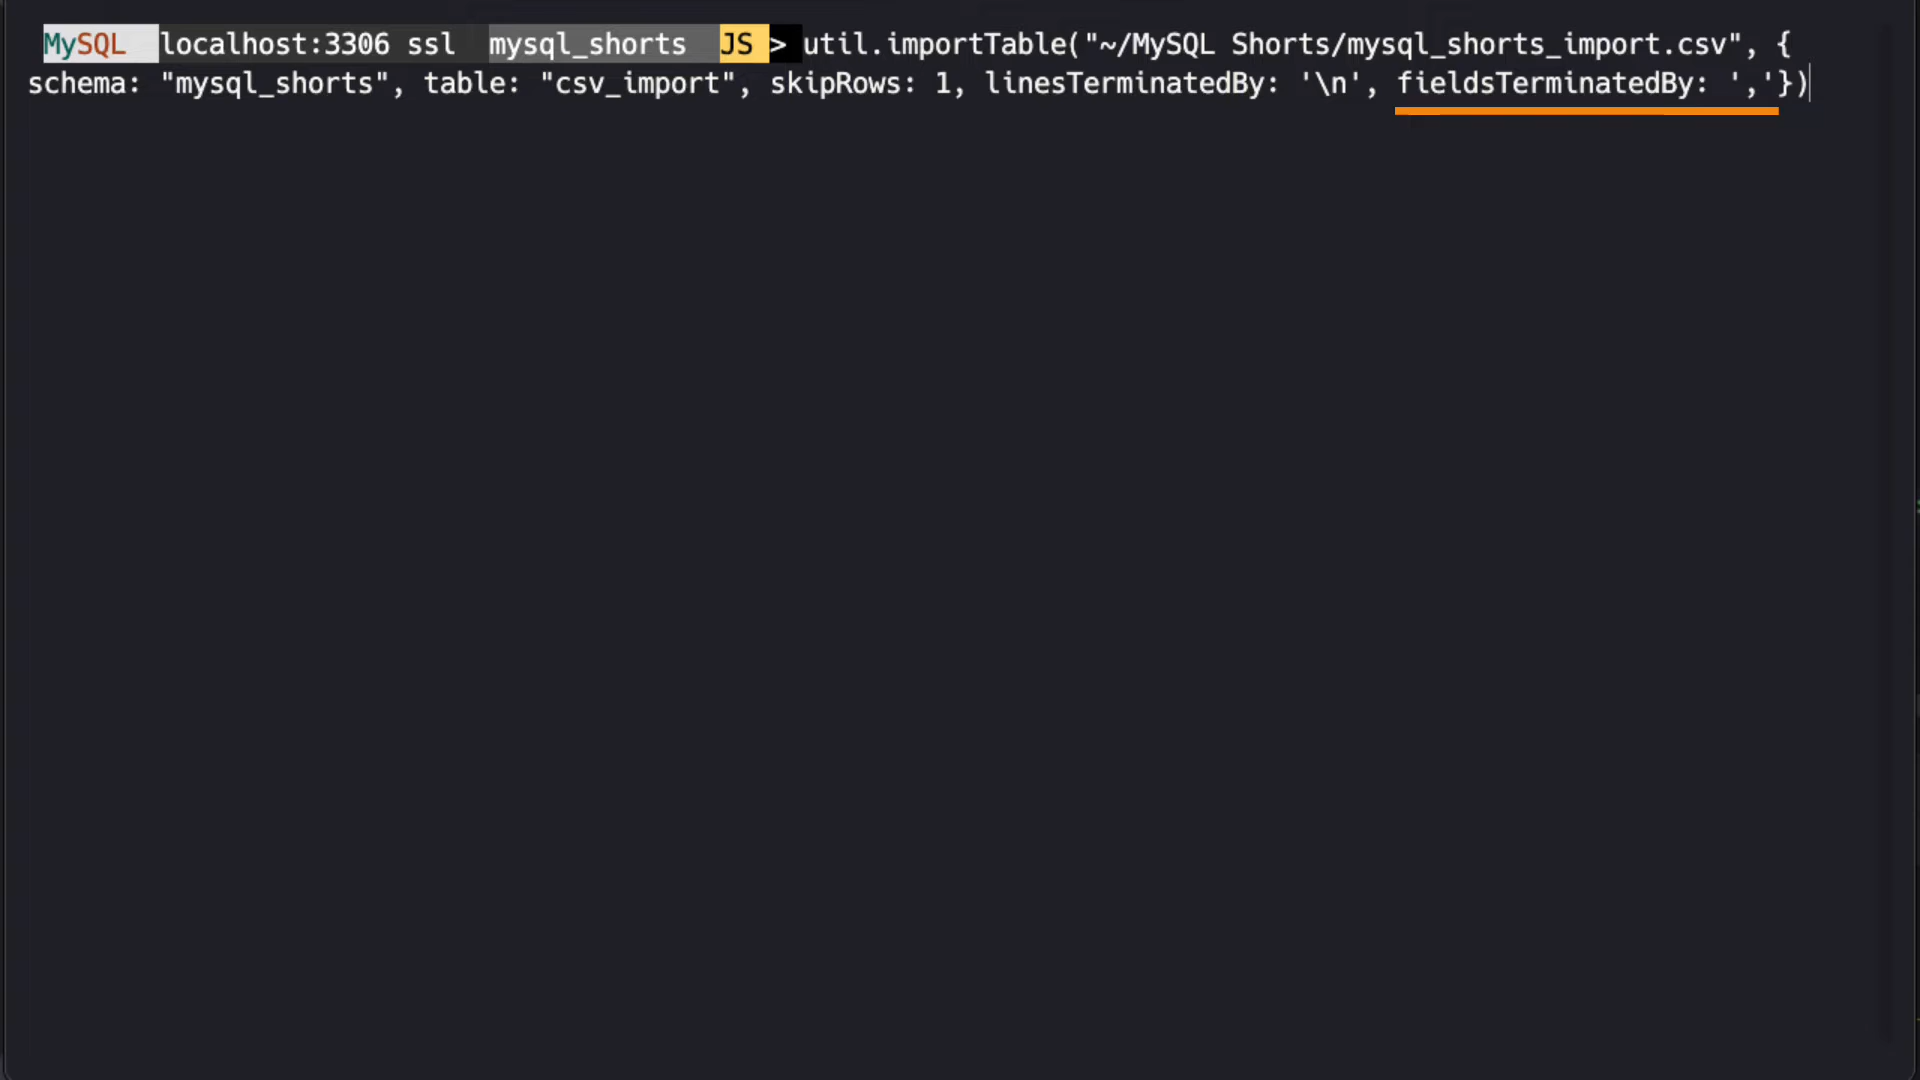 MySQL localhost:3306 ssl mysql_shorts JS > util.importTable("~/MySQL Shorts/mysql_shorts_import.csv", {
schema: "mysql_shorts", table: "csv_import", skipRows: 1, linesTerminatedBy: '\n', fieldsTerminatedBy: ','})